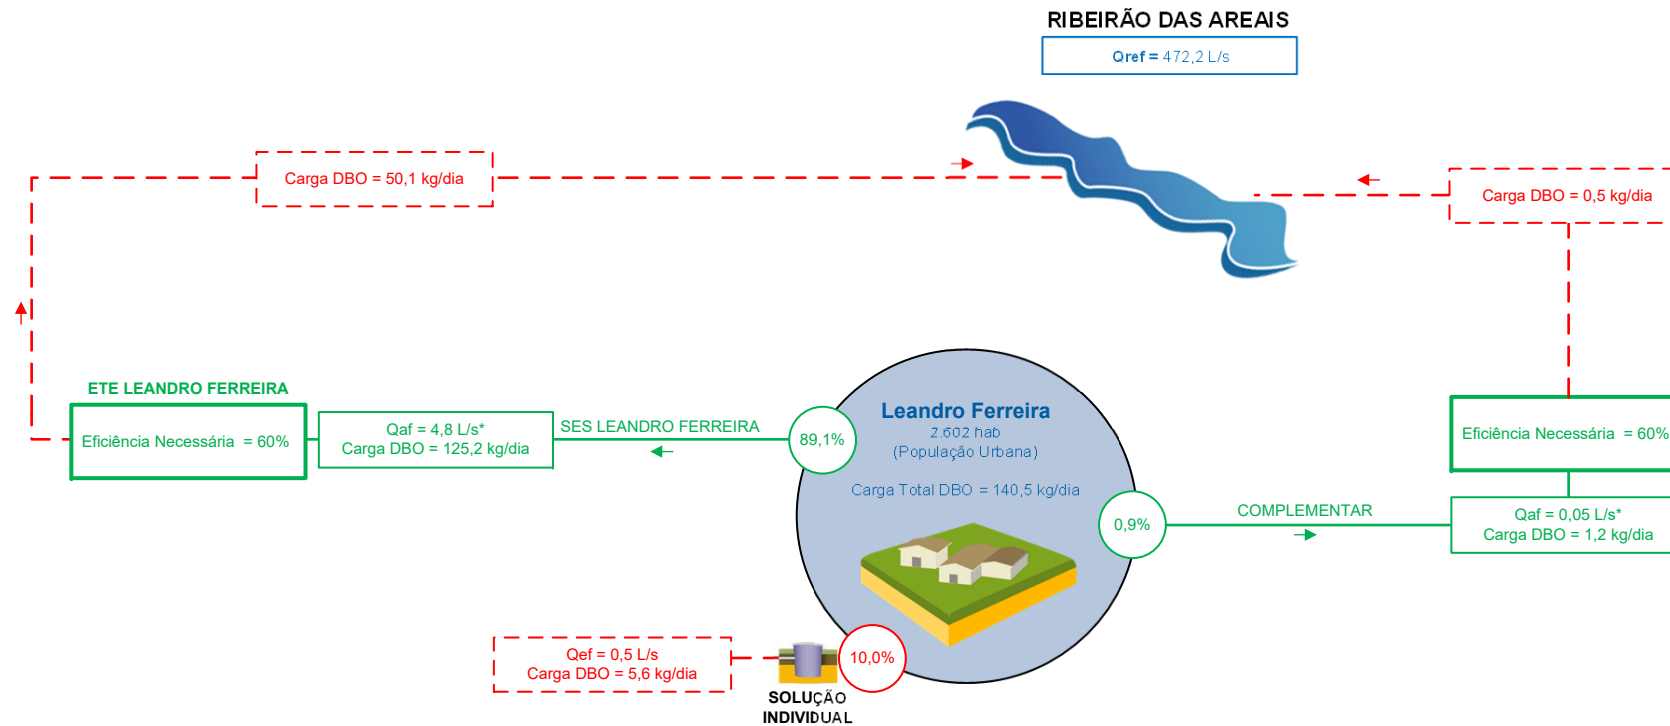 RIBEIRÃO DAS AREAIS
Qref = 472,2 L/s
Carga DBO = 50,1 kg/dia
Carga DBO = 0,5 kg/dia
ETE LEANDRO FERREIRA
Eficiência Necessária = 60%
Qaf = 4,8 L/s*
Carga DBO = 125,2 kg/dia
SES LEANDRO FERREIRA
89,1%
Leandro Ferreira
2.602 hab
(População Urbana)
Carga Total DBO = 140,5 kg/dia
0,9%
COMPLEMENTAR
Eficiência Necessária = 60%
Qaf = 0,05 L/s*
Carga DBO = 1,2 kg/dia
Qef = 0,5 L/s
Carga DBO = 5,6 kg/dia
10,0%
SOLUÇÃO
INDIVIDUAL